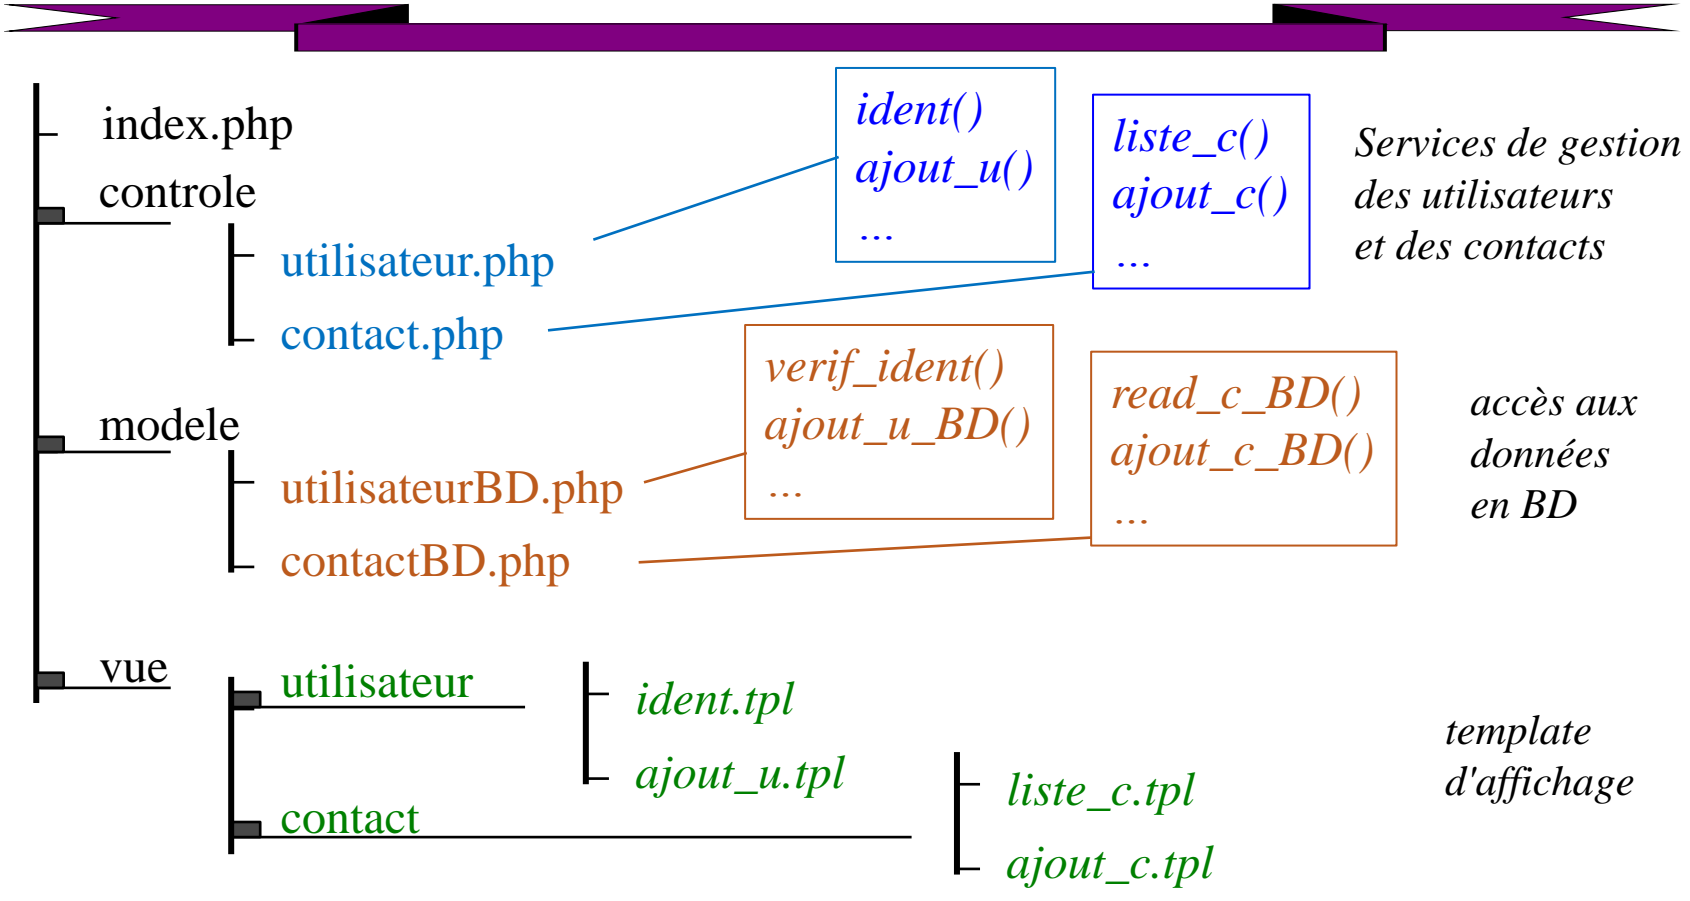 index.php
controle
utilisateur.php
contact.php
ident()
ajout_u()
...
liste_c()
ajout_c()
...
Services de gestion
des utilisateurs
et des contacts
modele
utilisateurBD.php
contactBD.php
verif_ident()
ajout_u_BD()
...
read_c_BD()
ajout_c_BD()
...
accès aux
données
en BD
vue
utilisateur
ident.tpl
ajout_u.tpl
contact
liste_c.tpl
ajout_c.tpl
template
d'affichage